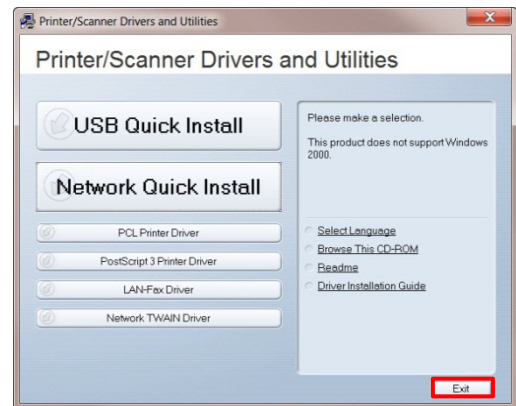 Printer/Scanner Drivers and Utilities
Printer/Scanner Drivers and Utilities
USB Quick Install
Network Quick Install
PCL Printer Driver
PostScript 3 Printer Driver
LAN-Fax Driver
Network TWAIN Driver
Please make a selection.
This product does not support Windows
2000.
Select Language
Browse This CD-ROM
Readme
Driver Installation Guide
Exit